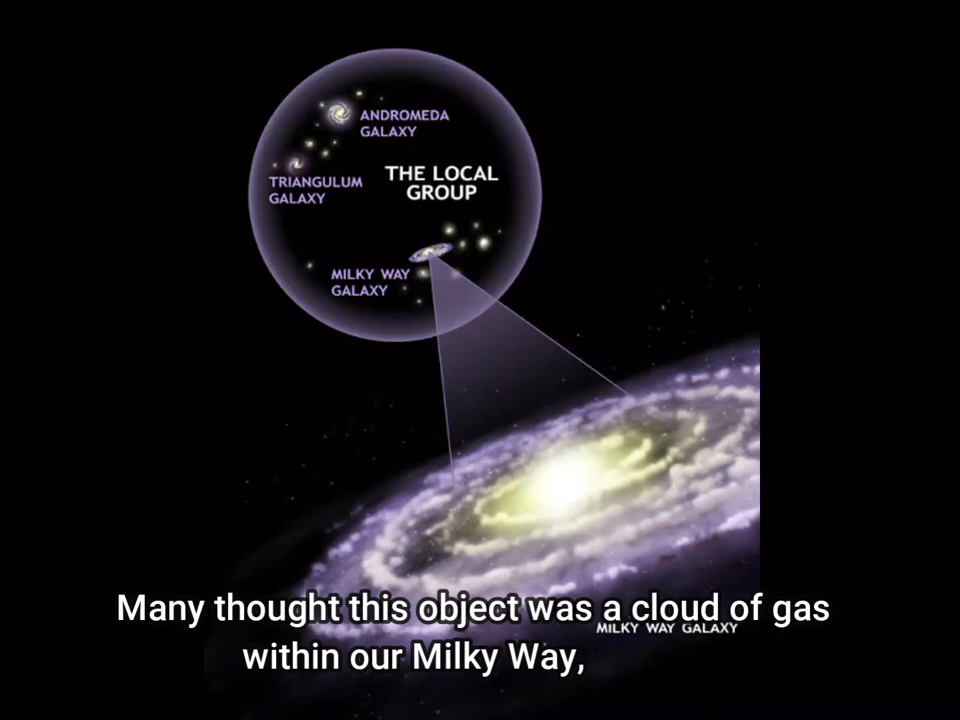 ANDROMEDA
GALAXY
THE LOCAL
GROUP
TRIANGULUM
GALAXY
MILKY WAY
GALAXY
Many thought this object was a cloud of gas
MILKY WAY GALAXY
within our Milky Way,